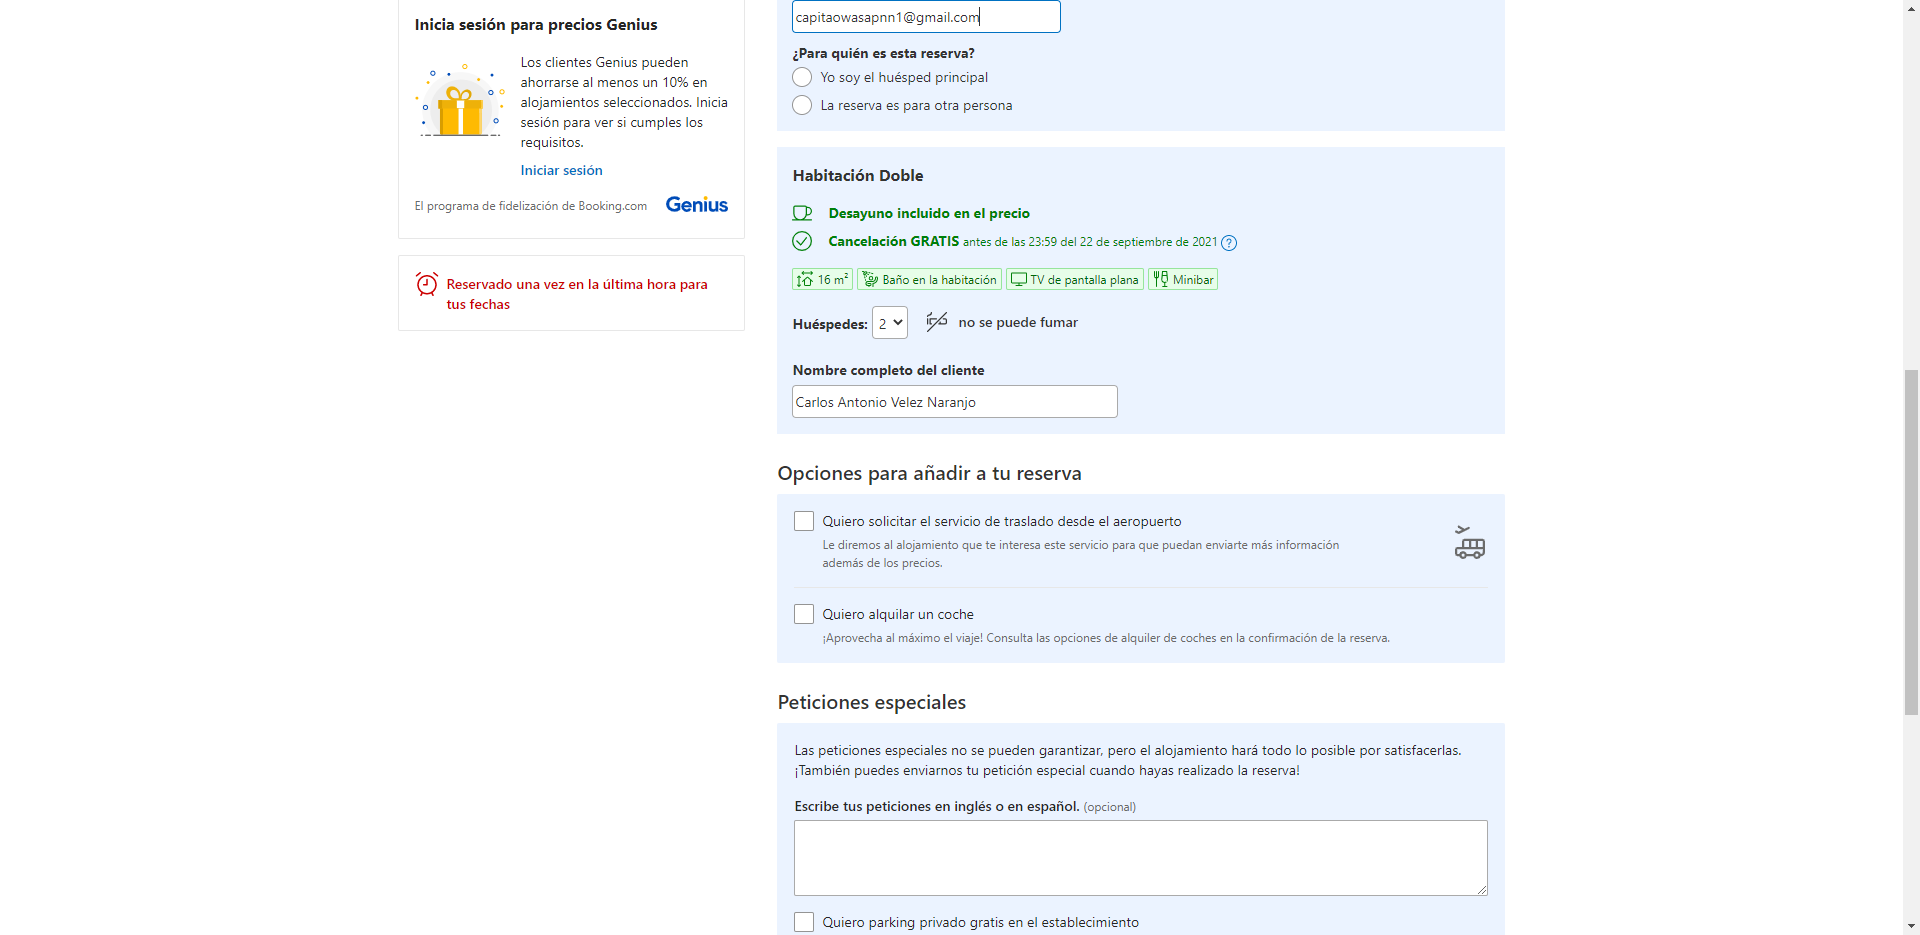 Inicia sesión para precios Genius
Los clientes Genius pueden
ahorrarse al menos un 10% en
alojamientos seleccionados. Inicia
sesión para ver si cumples los
requisitos.
Iniciar sesión
El programa de fidelización de Booking.com
Genius
Reservado una vez en la última hora para
tus fechas
capitaowasapnn1@gmail.com
¿Para quién es esta reserva?
Yo soy el huésped principal
La reserva es para otra persona
Habitación Doble
Desayuno incluido en el precio
Cancelación GRATIS antes de las 23:59 del 22 de septiembre de 2021 ?
16 m² Baño en la habitación TV de pantalla plana Minibar
Huéspedes: 2 no se puede fumar
Nombre completo del cliente
Carlos Antonio Velez Naranjo
Opciones para añadir a tu reserva
Quiero solicitar el servicio de traslado desde el aeropuerto
Le diremos al alojamiento que te interesa este servicio para que puedan enviarte más información
además de los precios.
Quiero alquilar un coche
¡Aprovecha al máximo el viaje! Consulta las opciones de alquiler de coches en la confirmación de la reserva.
Peticiones especiales
Las peticiones especiales no se pueden garantizar, pero el alojamiento hará todo lo posible por satisfacerlas.
¡También puedes enviarnos tu petición especial cuando hayas realizado la reserva!
Escribe tus peticiones en inglés o en español. (opcional)
Quiero parking privado gratis en el establecimiento